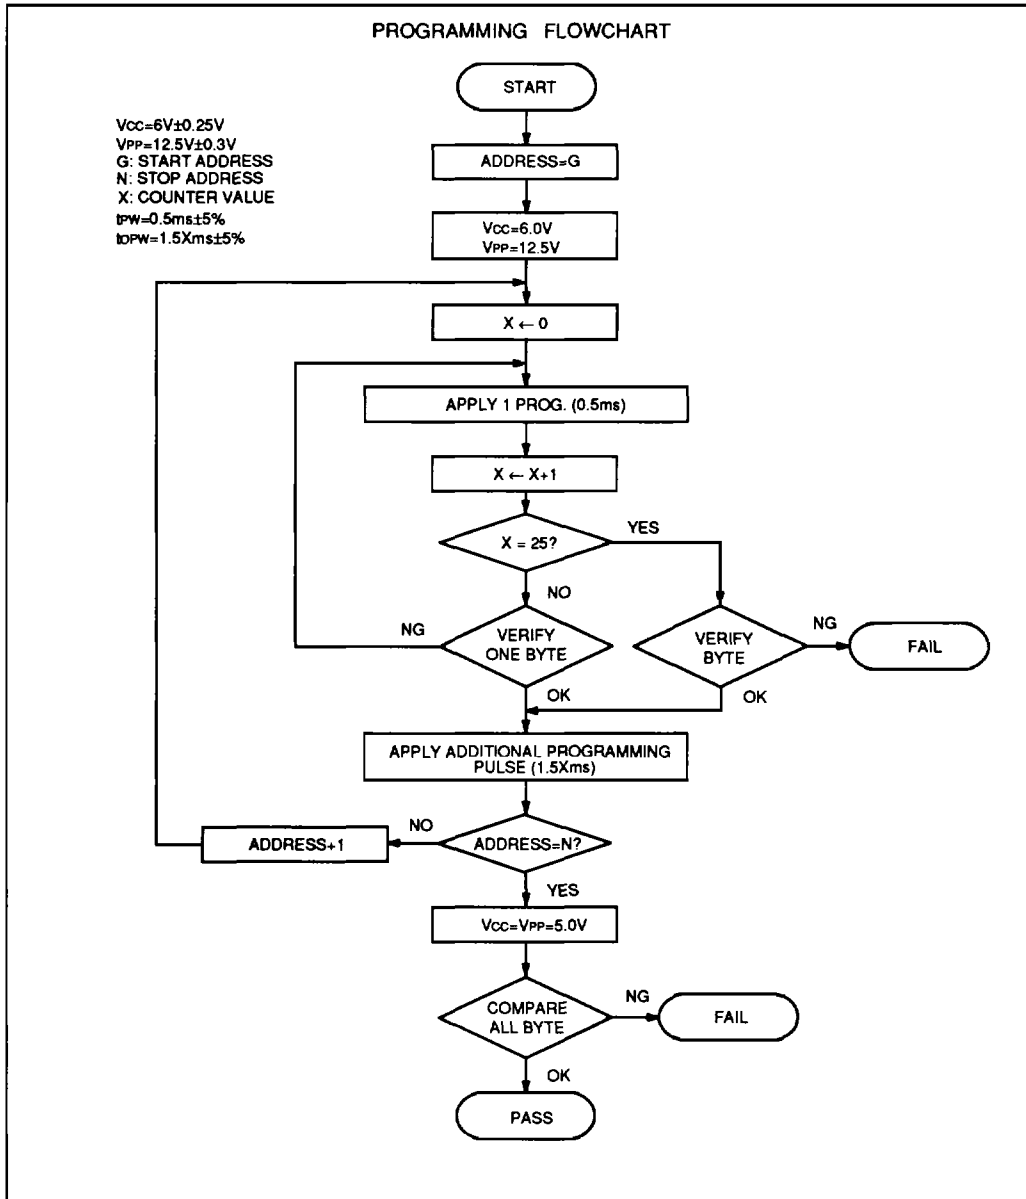 PROGRAMMING FLOWCHART
START
VCC=6V±0.25V
VPP=12.5V±0.3V
G: START ADDRESS
N: STOP ADDRESS
X: COUNTER VALUE
tPW=0.5ms±5%
tOPW=1.5Xms±5%
ADDRESS=G
VCC=6.0V
VPP=12.5V
X ← 0
APPLY 1 PROG. (0.5ms)
X ← X+1
X = 25?
YES
NO
NG
VERIFY
ONE BYTE
VERIFY
BYTE
NG
FAIL
OK
OK
APPLY ADDITIONAL PROGRAMMING
PULSE (1.5Xms)
ADDRESS+1
NO
ADDRESS=N?
YES
VCC=VPP=5.0V
COMPARE
ALL BYTE
NG
FAIL
OK
PASS